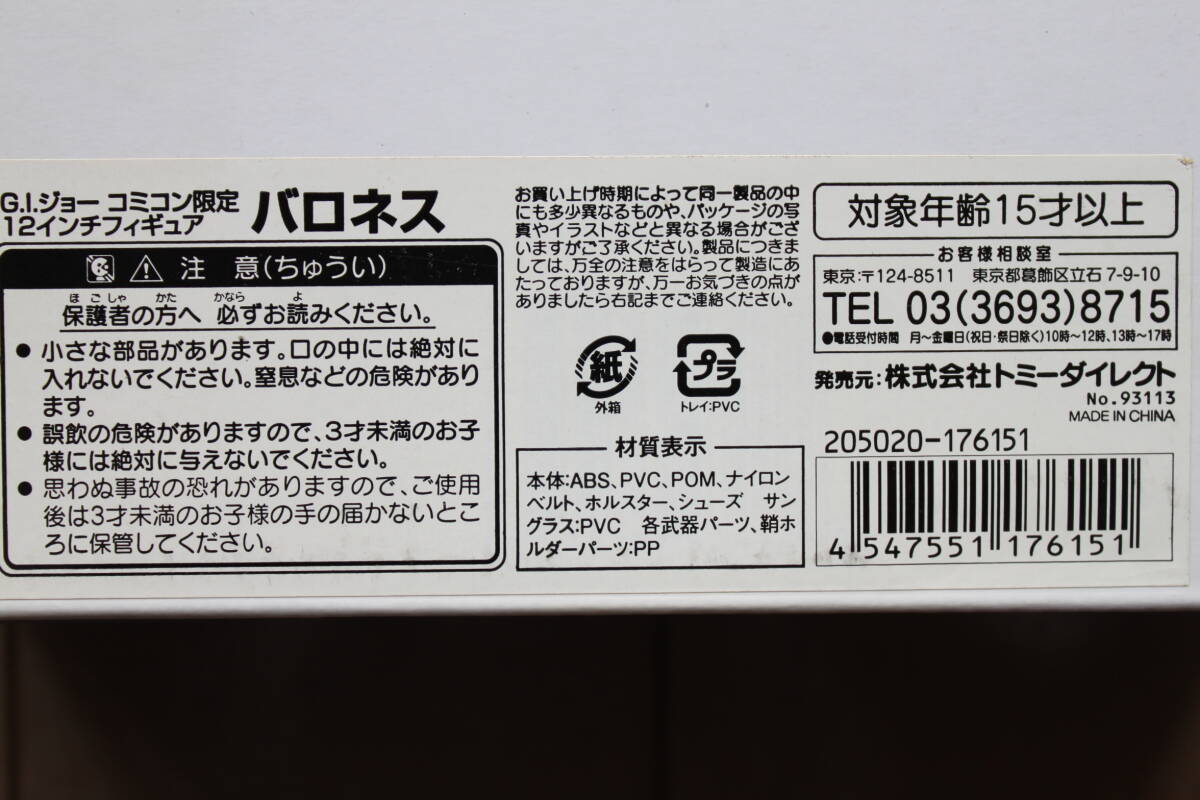 G.I.ジョー コミコン限定
12インチフィギュア
バロネス
注 意(ちゅうい)
ほごしゃ かた かなら よ
保護者の方へ 必ずお読みください。
●小さな部品があります。口の中には絶対に
入れないでください。窒息などの危険があり
ます。
●誤飲の危険がありますので、3才未満のお子
様には絶対に与えないでください。
●思わぬ事故の恐れがありますので、ご使用
後は3才未満のお子様の手の届かないとこ
ろに保管してください。
お買い上げ時期によって同一製品の中
にも多少異なるものや、パッケージの写
真やイラストなどと異なる場合がござ
いますがご了承ください。製品につきま
しては、万全の注意をはらって製造にあ
たっておりますが、万一お気づきの点が
ありましたら右記までご連絡ください。
紙
外箱
プラ
トレイ:PVC
材質表示
本体:ABS、PVC、POM、ナイロン
ベルト、ホルスター、シューズ サン
グラス:PVC 各武器パーツ、鞘ホ
ルダーパーツ:PP
対象年齢15才以上
お客様相談室
東京:〒124-8511 東京都葛飾区立石7-9-10
TEL 03(3693)8715
●電話受付時間 月〜金曜日(祝日・祭日除く)10時〜12時、13時〜17時
発売元:株式会社トミーダイレクト
No.93113
MADE IN CHINA
205020-176151
4 547551 176151